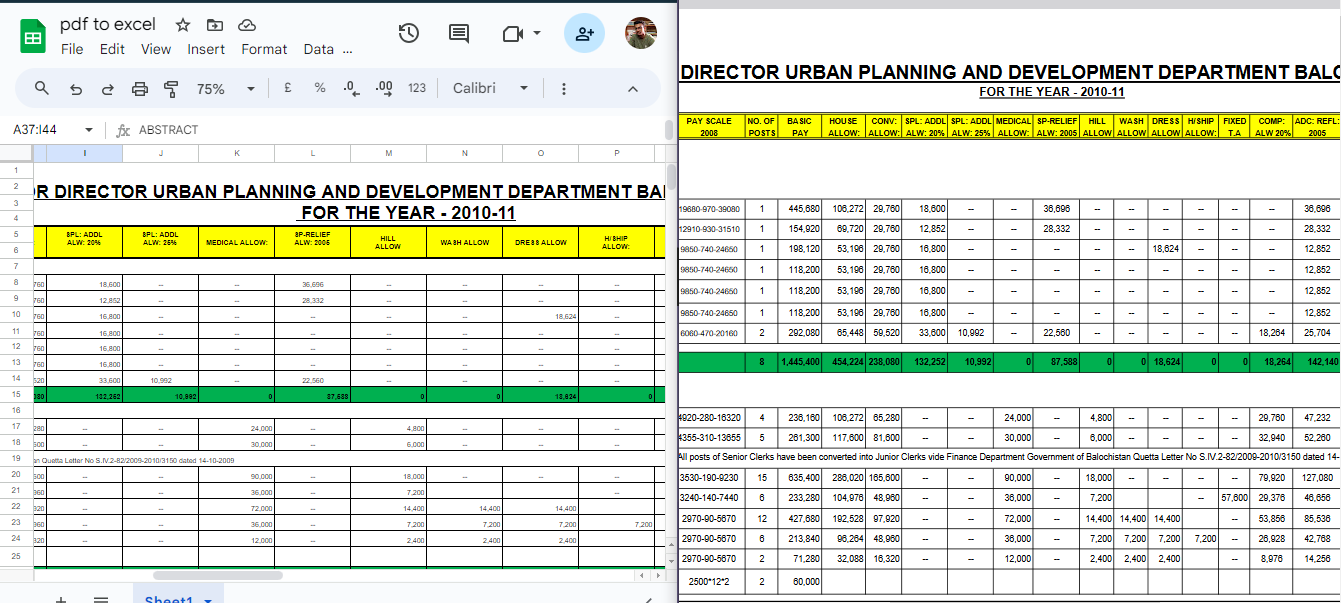 pdf to excel
File Edit View Insert Format Data ...
75% £ % .0 .00 123 Calibri
A37:I44 fx ABSTRACT
I J K L M N O P
1
2 R DIRECTOR URBAN PLANNING AND DEVELOPMENT DEPARTMENT BA
3 FOR THE YEAR - 2010-11
4
5 SPL: ADDL SPL: ADDL MEDICAL ALLOW: SP-RELIEF HILL WASH ALLOW DRESS ALLOW H/SHIP
6 ALW: 20% ALW: 25% ALW: 2005 ALLOW ALLOW:
7
8 760 18,600 -- -- 36,696 -- -- -- --
9 760 12,852 -- -- 28,332 -- -- -- --
10 760 16,800 -- -- -- -- -- 18,624 --
11 760 16,800 -- -- -- -- -- -- --
12 760 16,800 -- -- -- -- -- -- --
13 760 16,800 -- -- -- -- -- -- --
14 520 33,600 10,992 -- 22,560 -- -- -- --
15 080 132,252 10,992 0 87,588 0 0 18,624 0
16
17 280 -- -- 24,000 -- 4,800 -- -- --
18 600 -- -- 30,000 -- 6,000 -- -- --
19 an Quetta Letter No S.IV.2-82/2009-2010/3150 dated 14-10-2009
20 600 -- -- 90,000 -- 18,000 -- -- --
21 960 -- -- 36,000 -- 7,200 --
22 920 -- -- 72,000 -- 14,400 14,400 14,400
23 960 -- -- 36,000 -- 7,200 7,200 7,200 7,200
24 320 -- -- 12,000 -- 2,400 2,400 2,400
25
Sheet1
DIRECTOR URBAN PLANNING AND DEVELOPMENT DEPARTMENT BALO
FOR THE YEAR - 2010-11
PAY SCALE NO. OF BASIC HOUSE CONV: SPL: ADDL SPL: ADDL MEDICAL SP-RELIEF HILL WASH DRESS H/SHIP FIXED COMP: ADC: REFL:
2008 POSTS PAY ALLOW: ALLOW: ALW: 20% ALW: 25% ALLOW: ALW: 2005 ALLOW ALLOW ALLOW ALLOW: T.A ALW 20% 2005
19680-970-39080 1 445,680 106,272 29,760 18,600 -- -- 36,696 -- -- -- -- -- -- 36,696
12910-930-31510 1 154,920 69,720 29,760 12,852 -- -- 28,332 -- -- -- -- -- -- 28,332
9850-740-24650 1 198,120 53,196 29,760 16,800 -- -- -- -- -- 18,624 -- -- -- 12,852
9850-740-24650 1 118,200 53,196 29,760 16,800 -- -- -- -- -- -- -- -- -- 12,852
9850-740-24650 1 118,200 53,196 29,760 16,800 -- -- -- -- -- -- -- -- -- 12,852
9850-740-24650 1 118,200 53,196 29,760 16,800 -- -- -- -- -- -- -- -- -- 12,852
6060-470-20160 2 292,080 65,448 59,520 33,600 10,992 -- 22,560 -- -- -- -- -- 18,264 25,704
8 1,445,400 454,224 238,080 132,252 10,992 0 87,588 0 0 18,624 0 0 18,264 142,140
4920-280-16320 4 236,160 106,272 65,280 -- -- 24,000 -- 4,800 -- -- -- -- 29,760 47,232
4355-310-13655 5 261,300 117,600 81,600 -- -- 30,000 -- 6,000 -- -- -- -- 32,940 52,260
All posts of Senior Clerks have been converted into Junior Clerks vide Finance Department Government of Balochistan Quetta Letter No S.IV.2-82/2009-2010/3150 dated 14-
3530-190-9230 15 635,400 286,020 165,600 -- -- 90,000 -- 18,000 -- -- -- -- 79,920 127,080
3240-140-7440 6 233,280 104,976 48,960 -- -- 36,000 -- 7,200 -- 57,600 29,376 46,656
2970-90-5670 12 427,680 192,528 97,920 -- -- 72,000 -- 14,400 14,400 14,400 -- 53,856 85,536
2970-90-5670 6 213,840 96,264 48,960 -- -- 36,000 -- 7,200 7,200 7,200 7,200 -- 26,928 42,768
2970-90-5670 2 71,280 32,088 16,320 -- -- 12,000 -- 2,400 2,400 2,400 -- 8,976 14,256
2500*12*2 2 60,000